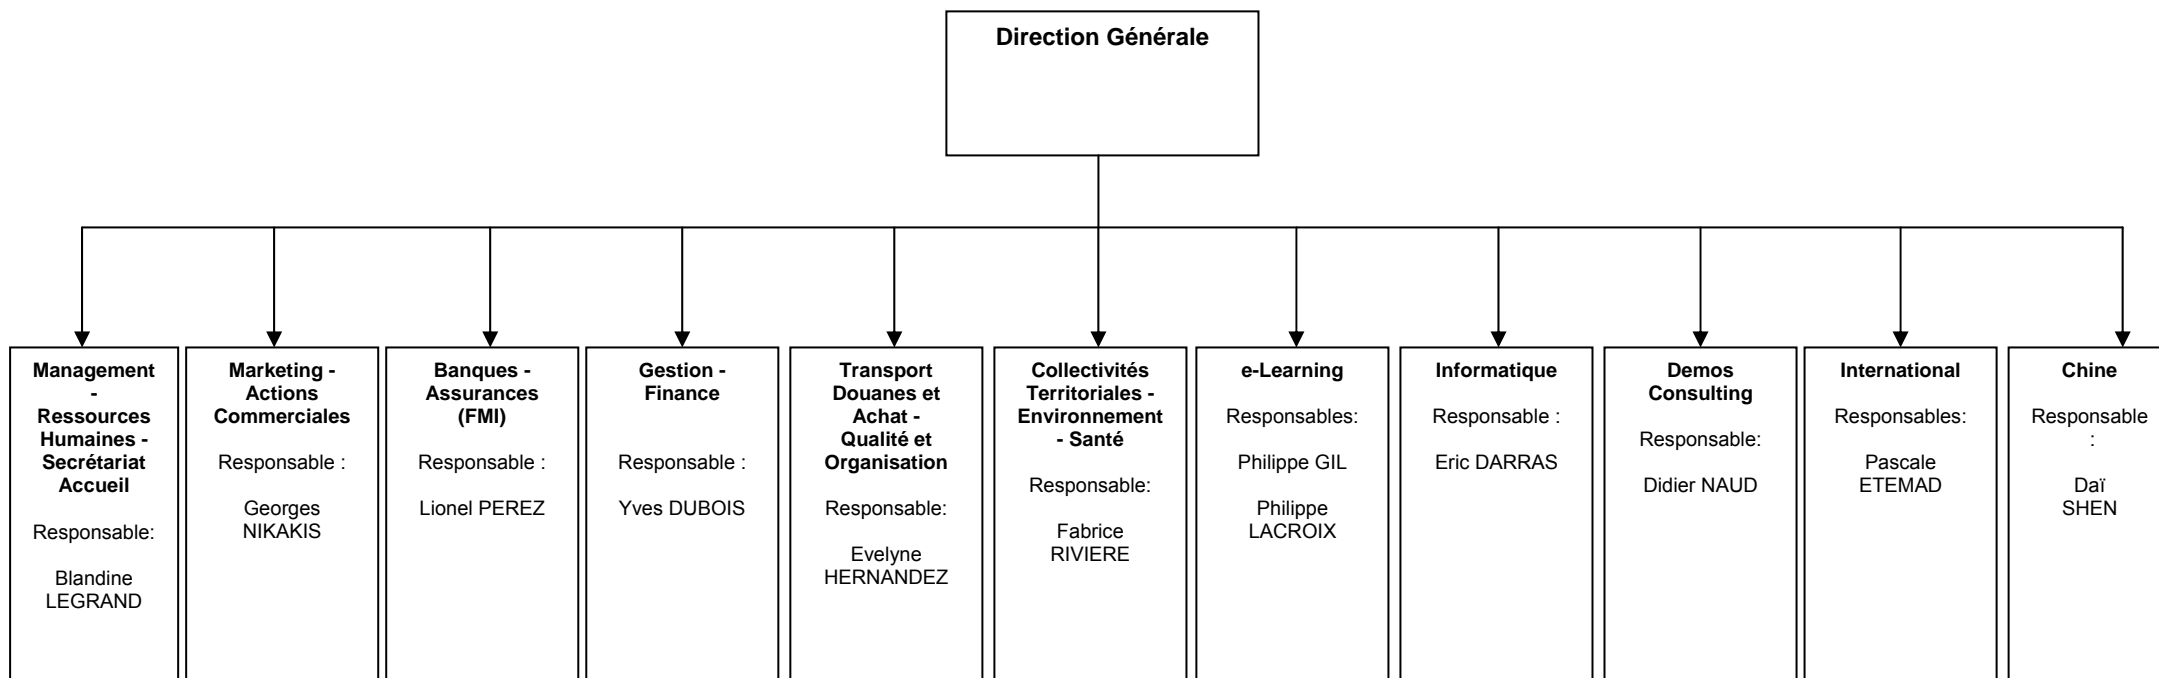 Direction Générale
Management
-
Ressources
Humaines -
Secrétariat
Accueil
Responsable:
Blandine
LEGRAND
Marketing -
Actions
Commerciales
Responsable :
Georges
NIKAKIS
Banques -
Assurances
(FMI)
Responsable :
Lionel PEREZ
Gestion -
Finance
Responsable :
Yves DUBOIS
Transport
Douanes et
Achat -
Qualité et
Organisation
Responsable:
Evelyne
HERNANDEZ
Collectivités
Territoriales -
Environnement
- Santé
Responsable:
Fabrice
RIVIERE
e-Learning
Responsables:
Philippe GIL
Philippe
LACROIX
Informatique
Responsable :
Eric DARRAS
Demos
Consulting
Responsable:
Didier NAUD
International
Responsables:
Pascale
ETEMAD
Chine
Responsable
:
Daï
SHEN